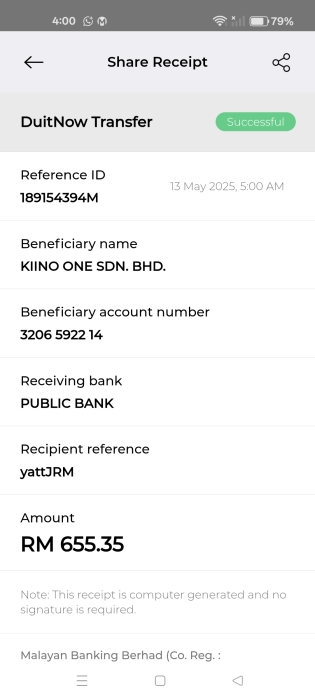 4:00
79%
Share Receipt
DuitNow Transfer
Successful
Reference ID
13 May 2025, 5:00 AM
189154394M
Beneficiary name
KIINO ONE SDN. BHD.
Beneficiary account number
3206 5922 14
Receiving bank
PUBLIC BANK
Recipient reference
yattJRM
Amount
RM 655.35
Note: This receipt is computer generated and no
signature is required.
Malayan Banking Berhad (Co. Reg. :